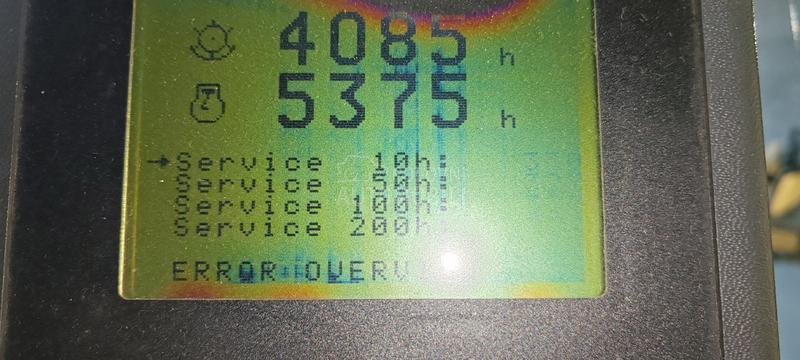 4085 h
5375 h
→Service 10h:
Service 50h:
Service 100h:
Service 200h:
ERROR OVERV